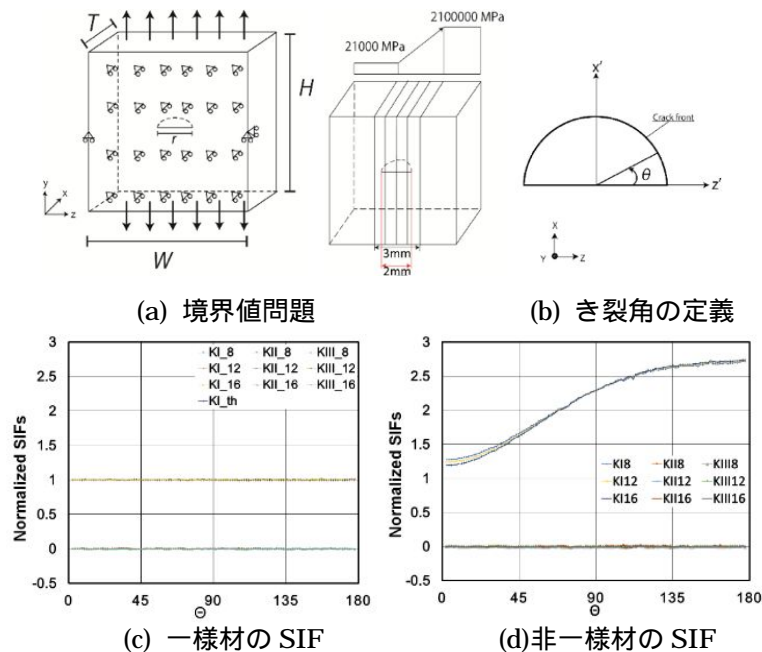 T
H
r
W
y
x
z
21000 MPa
2100000 MPa
3mm
2mm
x'
Crack front
θ
z'
X
Y
Z
(a) 境界値問題
(b) き裂角の定義
Normalized SIFs
3
2.5
2
1.5
1
0.5
0
-0.5
KI_8 KII_8 KIII_8
KI_12 KII_12 KIII_12
KI_16 KII_16 KIII_16
KI_th
0 45 90 135 180
Θ
(c) 一様材の SIF
Normalized SIFs
3
2.5
2
1.5
1
0.5
0
-0.5
KI8 KII8 KIII8
KI12 KII12 KIII12
KI16 KII16 KIII16
0 45 90 135 180
Θ
(d)非一様材の SIF